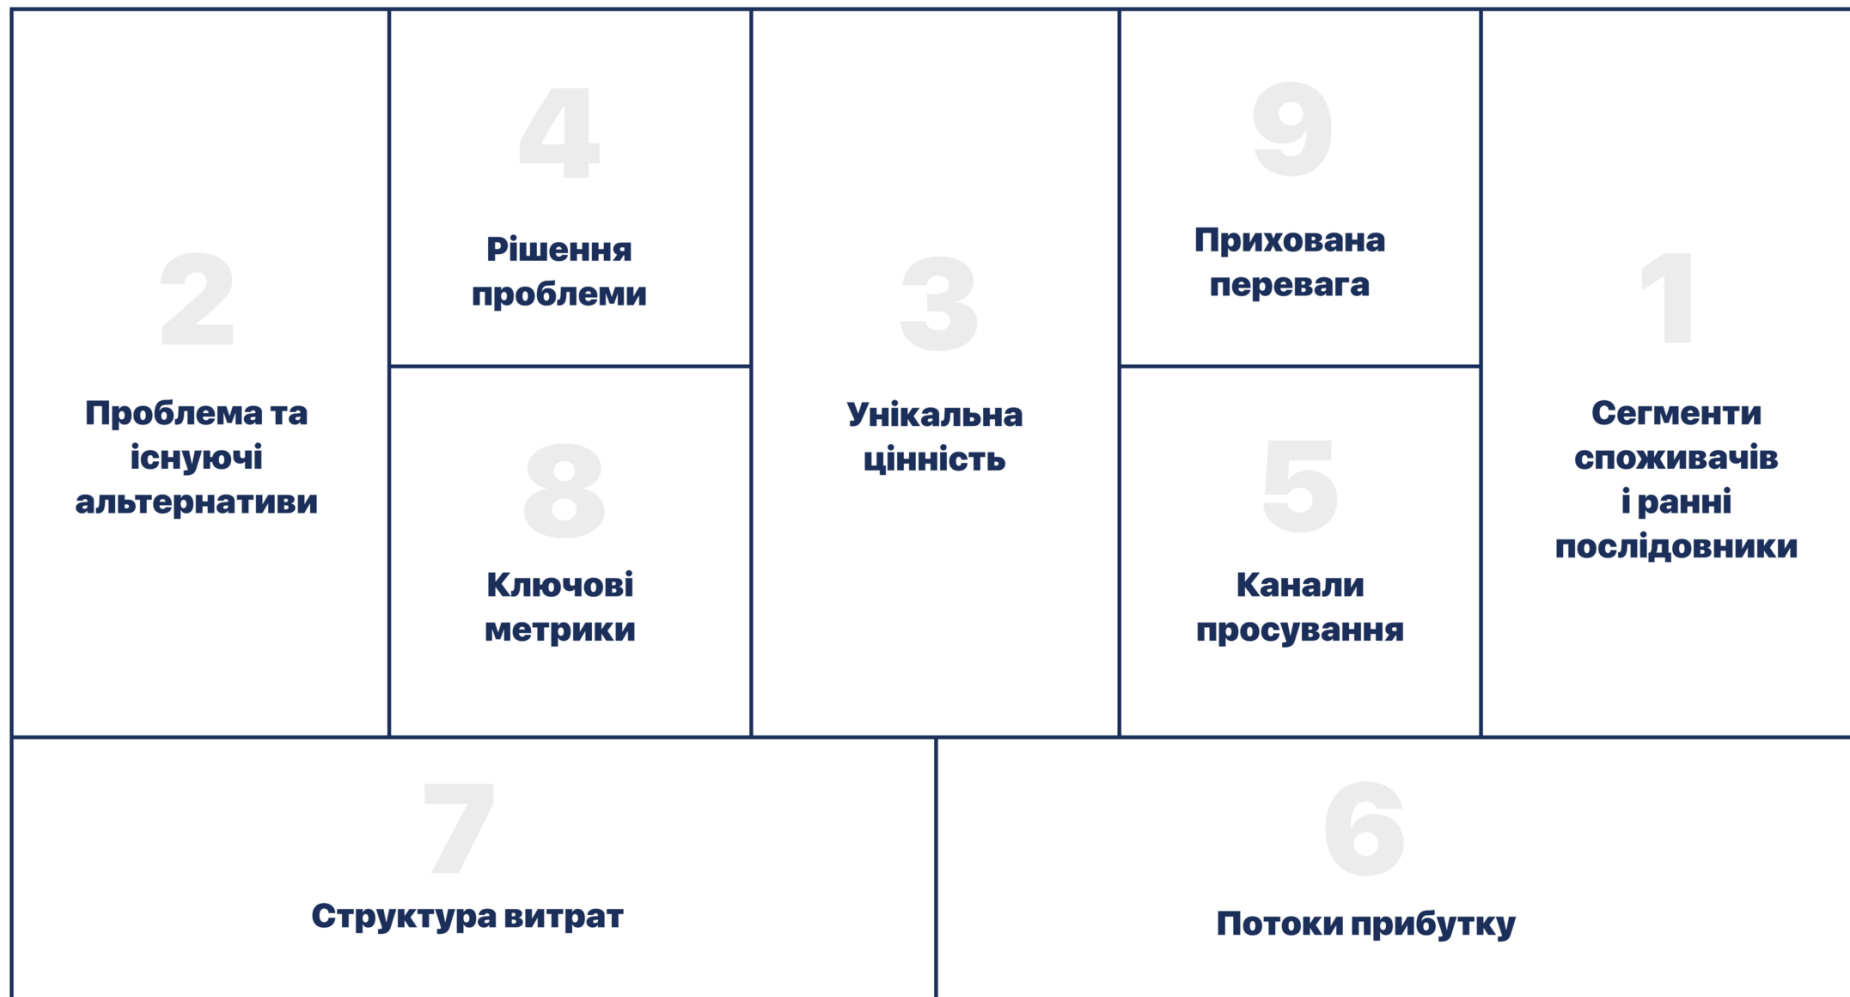 2
Проблема та
існуючі
альтернативи
4
Рішення
проблеми
8
Ключові
метрики
3
Унікальна
цінність
9
Прихована
перевага
5
Канали
просування
1
Сегменти
споживачів
і ранні
послідовники
7
Структура витрат
6
Потоки прибутку